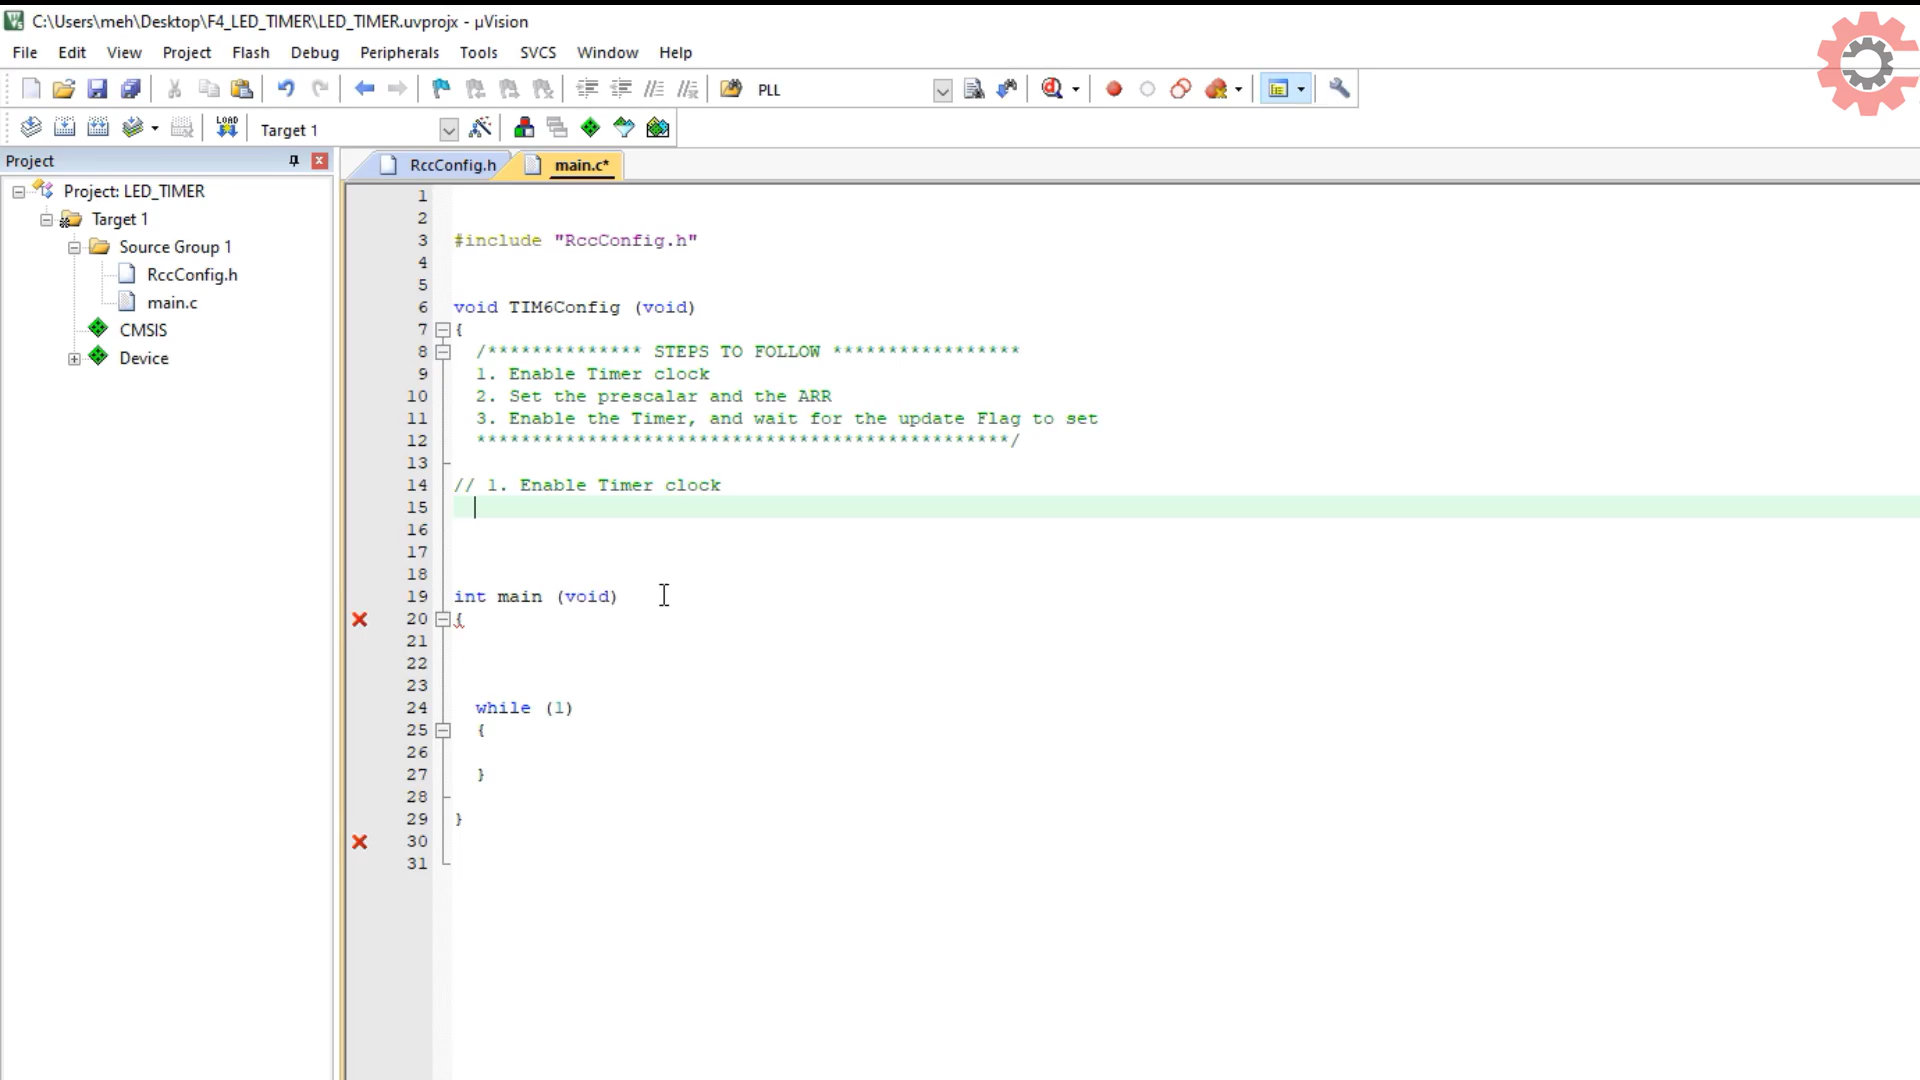 C:\Users\meh\Desktop\F4_LED_TIMER\LED_TIMER.uvprojx - µVision
File Edit View Project Flash Debug Peripherals Tools SVCS Window Help
PLL
LOAD Target 1
Project
RccConfig.h main.c*
Project: LED_TIMER
Target 1
Source Group 1
RccConfig.h
main.c
CMSIS
Device
1
2
3 #include "RccConfig.h"
4
5
6 void TIM6Config (void)
7 {
8 /************** STEPS TO FOLLOW *****************
9 1. Enable Timer clock
10 2. Set the prescalar and the ARR
11 3. Enable the Timer, and wait for the update Flag to set
12 ************************************************/
13
14 // 1. Enable Timer clock
15
16
17
18
19 int main (void)
20 {
21
22
23
24 while (1)
25 {
26
27 }
28
29 }
30
31